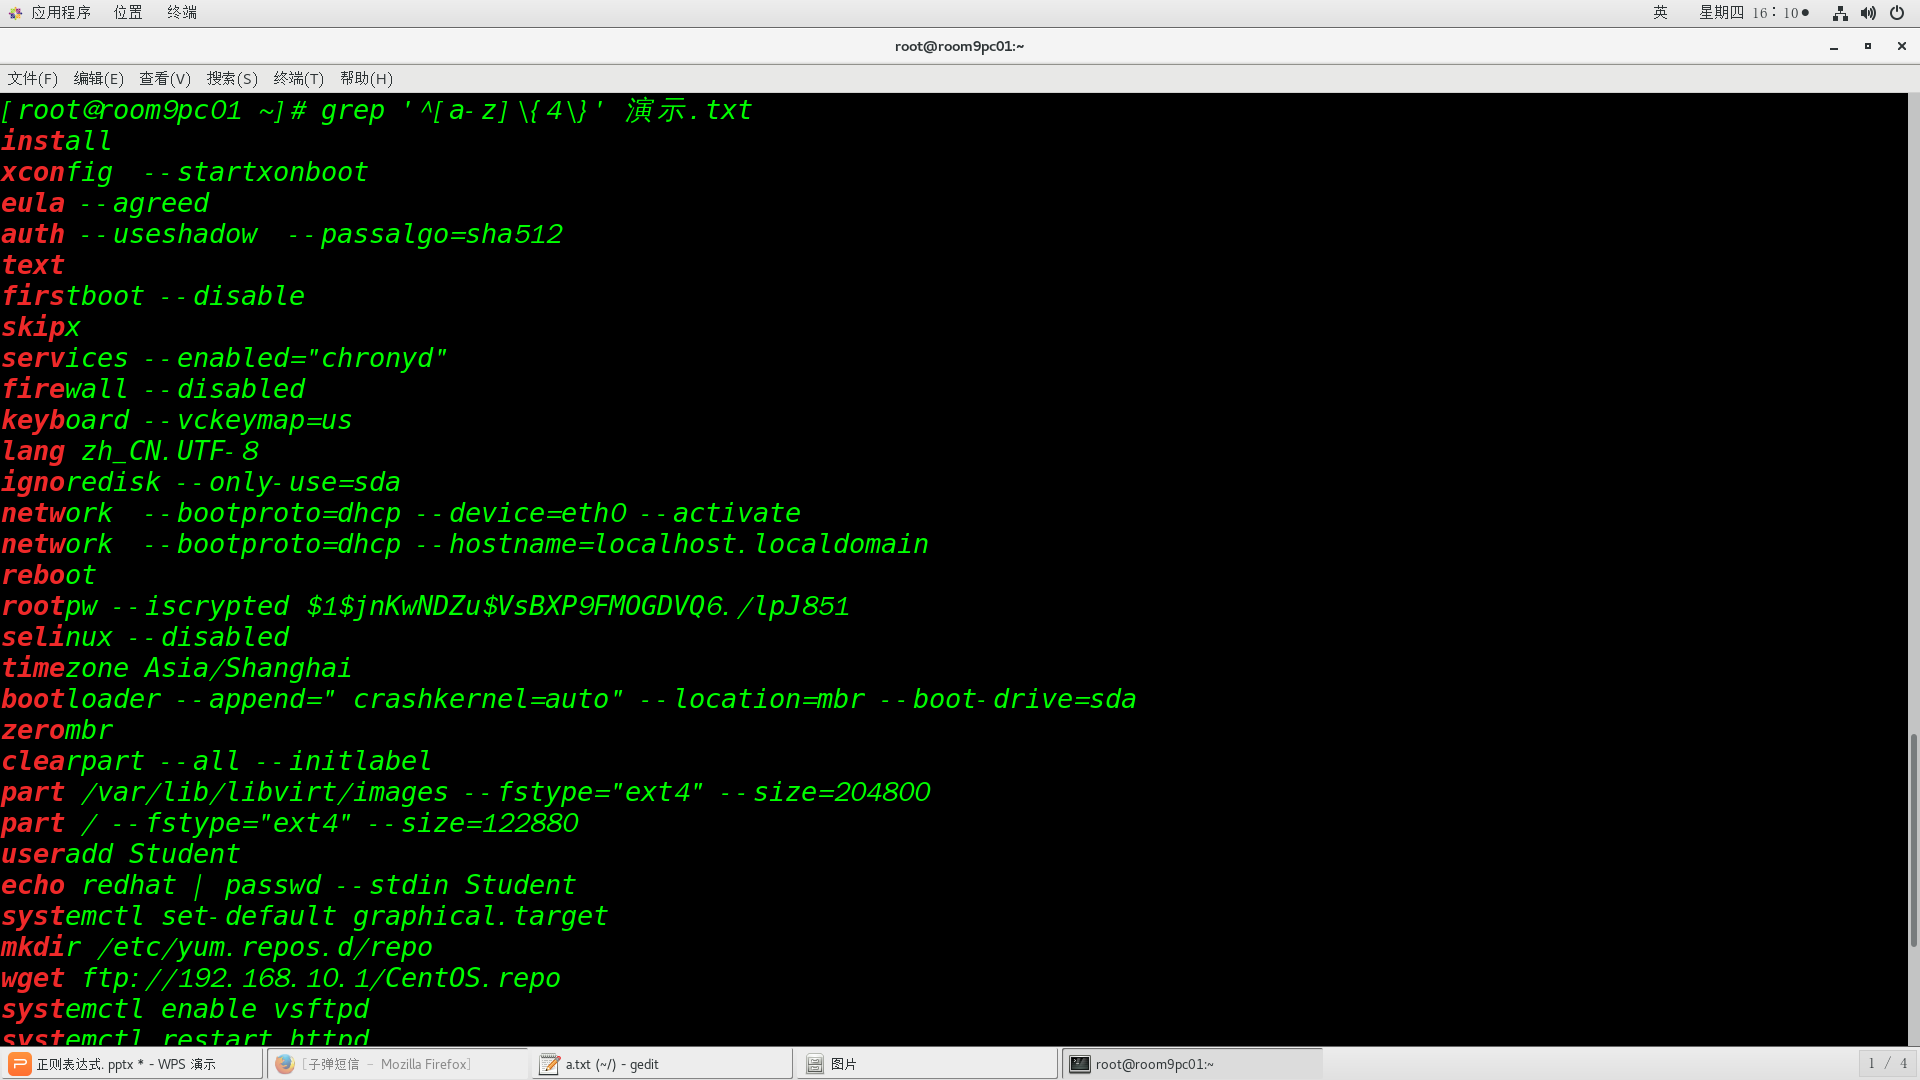 应用程序 位置 终端 英 星期四 16：10●
root@room9pc01:~
文件(F) 编辑(E) 查看(V) 搜索(S) 终端(T) 帮助(H)
[root@room9pc01 ~]# grep '^[a-z]\{4\}' 演示.txt
install
xconfig  --startxonboot
eula --agreed
auth --useshadow  --passalgo=sha512
text
firstboot --disable
skipx
services --enabled="chronyd"
firewall --disabled
keyboard --vckeymap=us
lang zh_CN.UTF-8
ignoredisk --only-use=sda
network  --bootproto=dhcp --device=eth0 --activate
network  --bootproto=dhcp --hostname=localhost.localdomain
reboot
rootpw --iscrypted $1$jnKwNDZu$VsBXP9FMOGDVQ6./lpJ851
selinux --disabled
timezone Asia/Shanghai
bootloader --append=" crashkernel=auto" --location=mbr --boot-drive=sda
zerombr
clearpart --all --initlabel
part /var/lib/libvirt/images --fstype="ext4" --size=204800
part / --fstype="ext4" --size=122880
useradd Student
echo redhat | passwd --stdin Student
systemctl set-default graphical.target
mkdir /etc/yum.repos.d/repo
wget ftp://192.168.10.1/CentOS.repo
systemctl enable vsftpd
systemctl restart httpd
正则表达式.pptx * - WPS 演示 [子弹短信 – Mozilla Firefox] a.txt (~/) - gedit 图片 root@room9pc01:~ 1 / 4